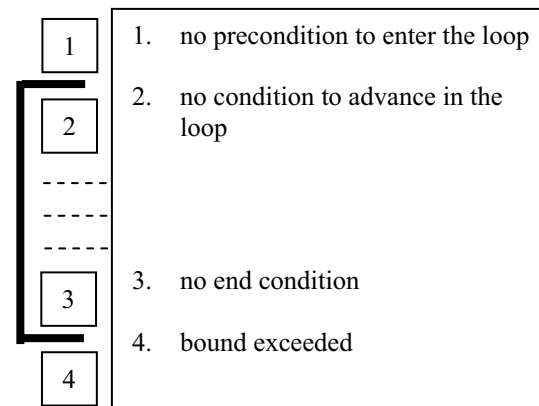 1
1. no precondition to enter the loop
2
2. no condition to advance in the
loop
3
3. no end condition
4
4. bound exceeded